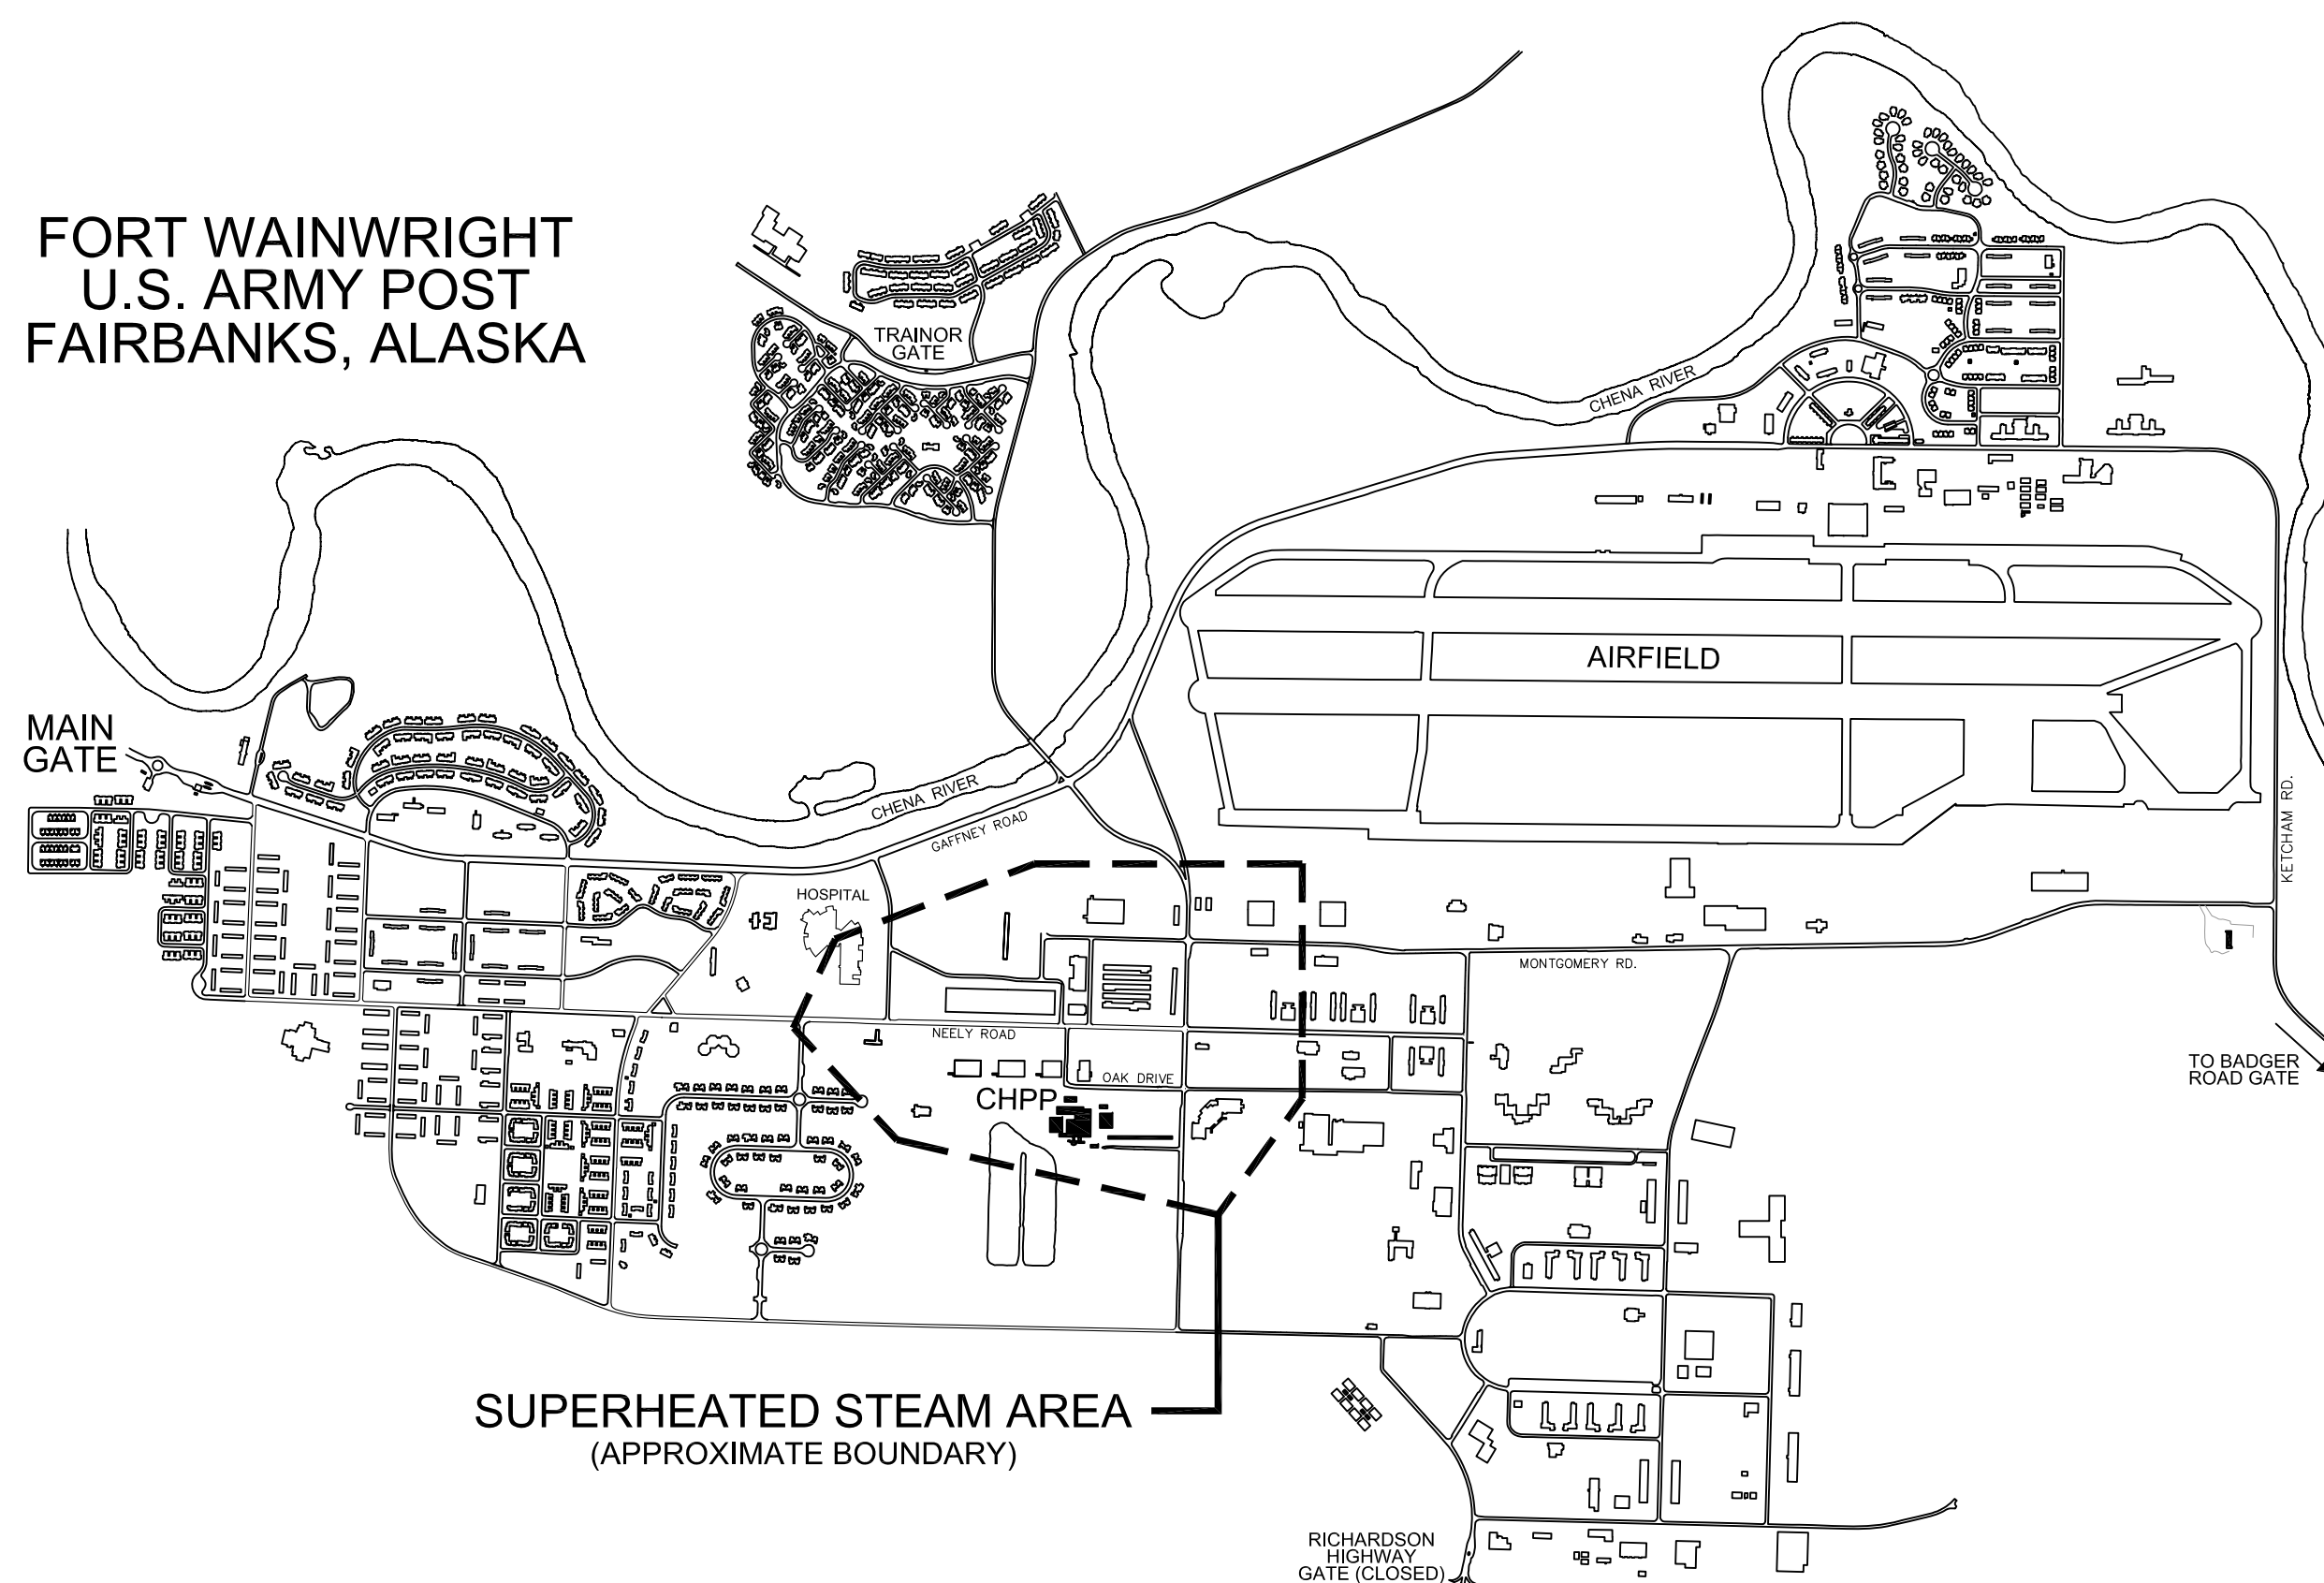 FORT WAINWRIGHT
U.S. ARMY POST
FAIRBANKS, ALASKA
TRAINOR
GATE
CHENA RIVER
AIRFIELD
MAIN
GATE
CHENA RIVER
GAFFNEY ROAD
KETCHAM RD.
HOSPITAL
MONTGOMERY RD.
NEELY ROAD
OAK DRIVE
CHPP
TO BADGER
ROAD GATE
SUPERHEATED STEAM AREA
(APPROXIMATE BOUNDARY)
RICHARDSON
HIGHWAY
GATE (CLOSED)